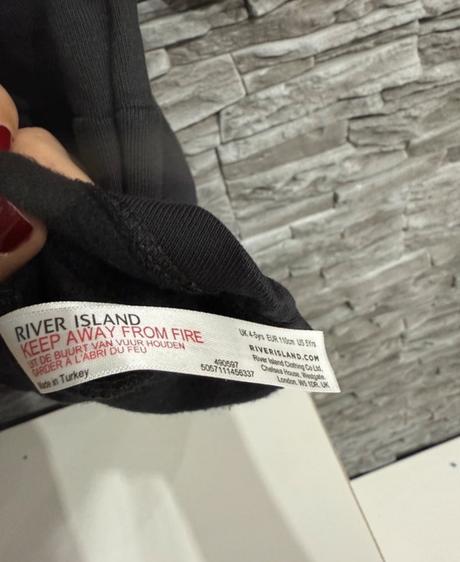 RIVER ISLAND
KEEP AWAY FROM FIRE
UIT DE BUURT VAN VUUR HOUDEN
GARDER A L'ABRI DU FEU
Made in Turkey
490597
5057111456337
UK 4-5yrs EUR 110cm US 5Yrs
RIVERISLAND.COM
River Island Clothing Co Ltd.
Chelsea House, Westgate,
London, W5 1DR, UK